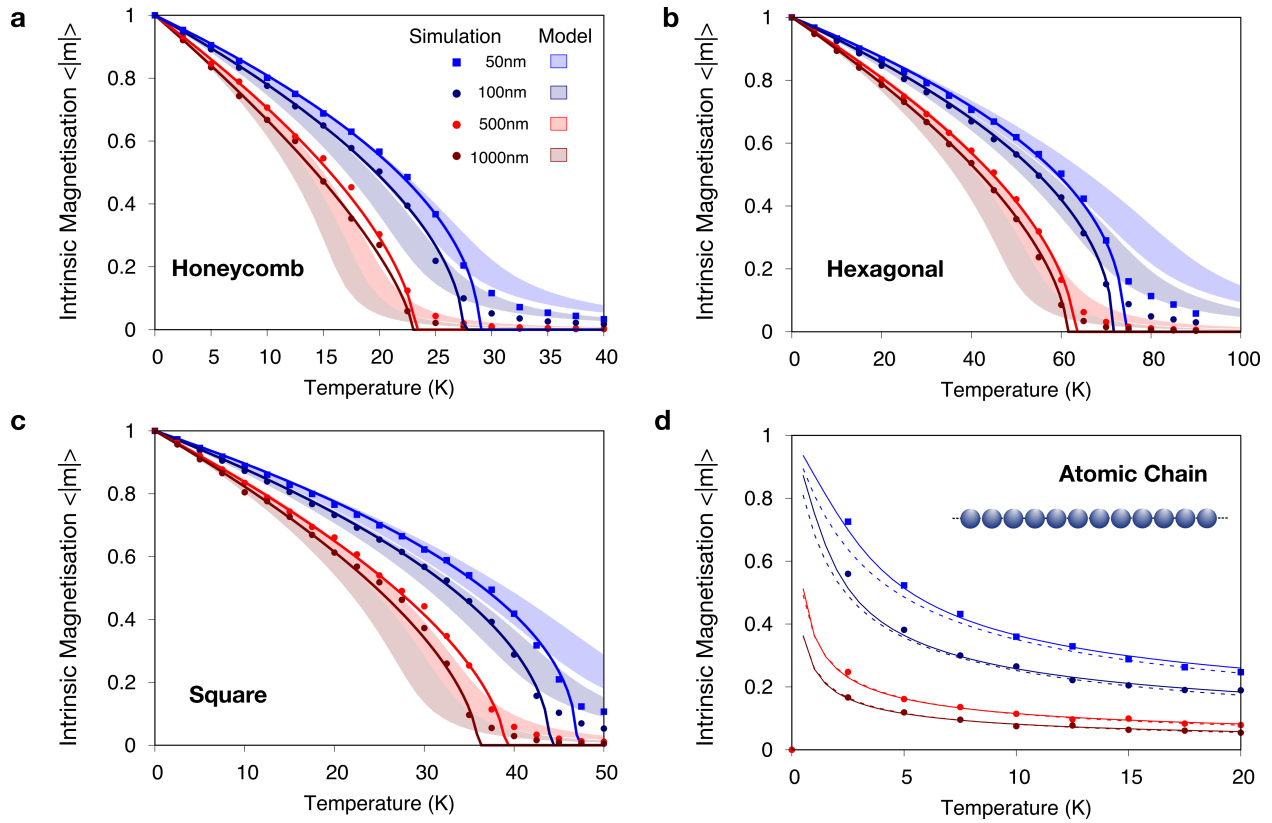 a
Intrinsic Magnetisation <|m|>
1
0.8
0.6
0.4
0.2
0
Simulation Model
50nm
100nm
500nm
1000nm
Honeycomb
0 5 10 15 20 25 30 35 40
Temperature (K)
b
Intrinsic Magnetisation <|m|>
1
0.8
0.6
0.4
0.2
0
Hexagonal
0 20 40 60 80 100
Temperature (K)
c
Intrinsic Magnetisation <|m|>
1
0.8
0.6
0.4
0.2
0
Square
0 10 20 30 40 50
Temperature (K)
d
Intrinsic Magnetisation <|m|>
1
0.8
0.6
0.4
0.2
0
Atomic Chain
0 5 10 15 20
Temperature (K)